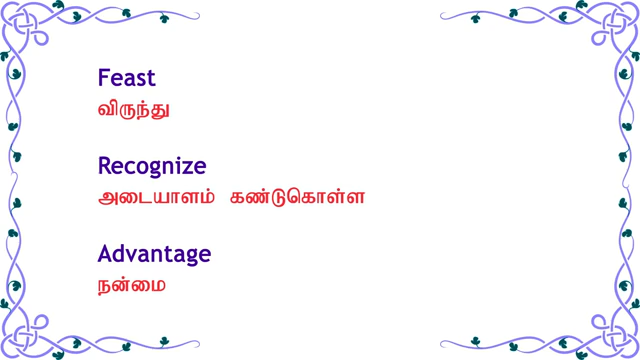 Feast
விருந்து
Recognize
அடையாளம் கண்டுகொள்ள
Advantage
நன்மை